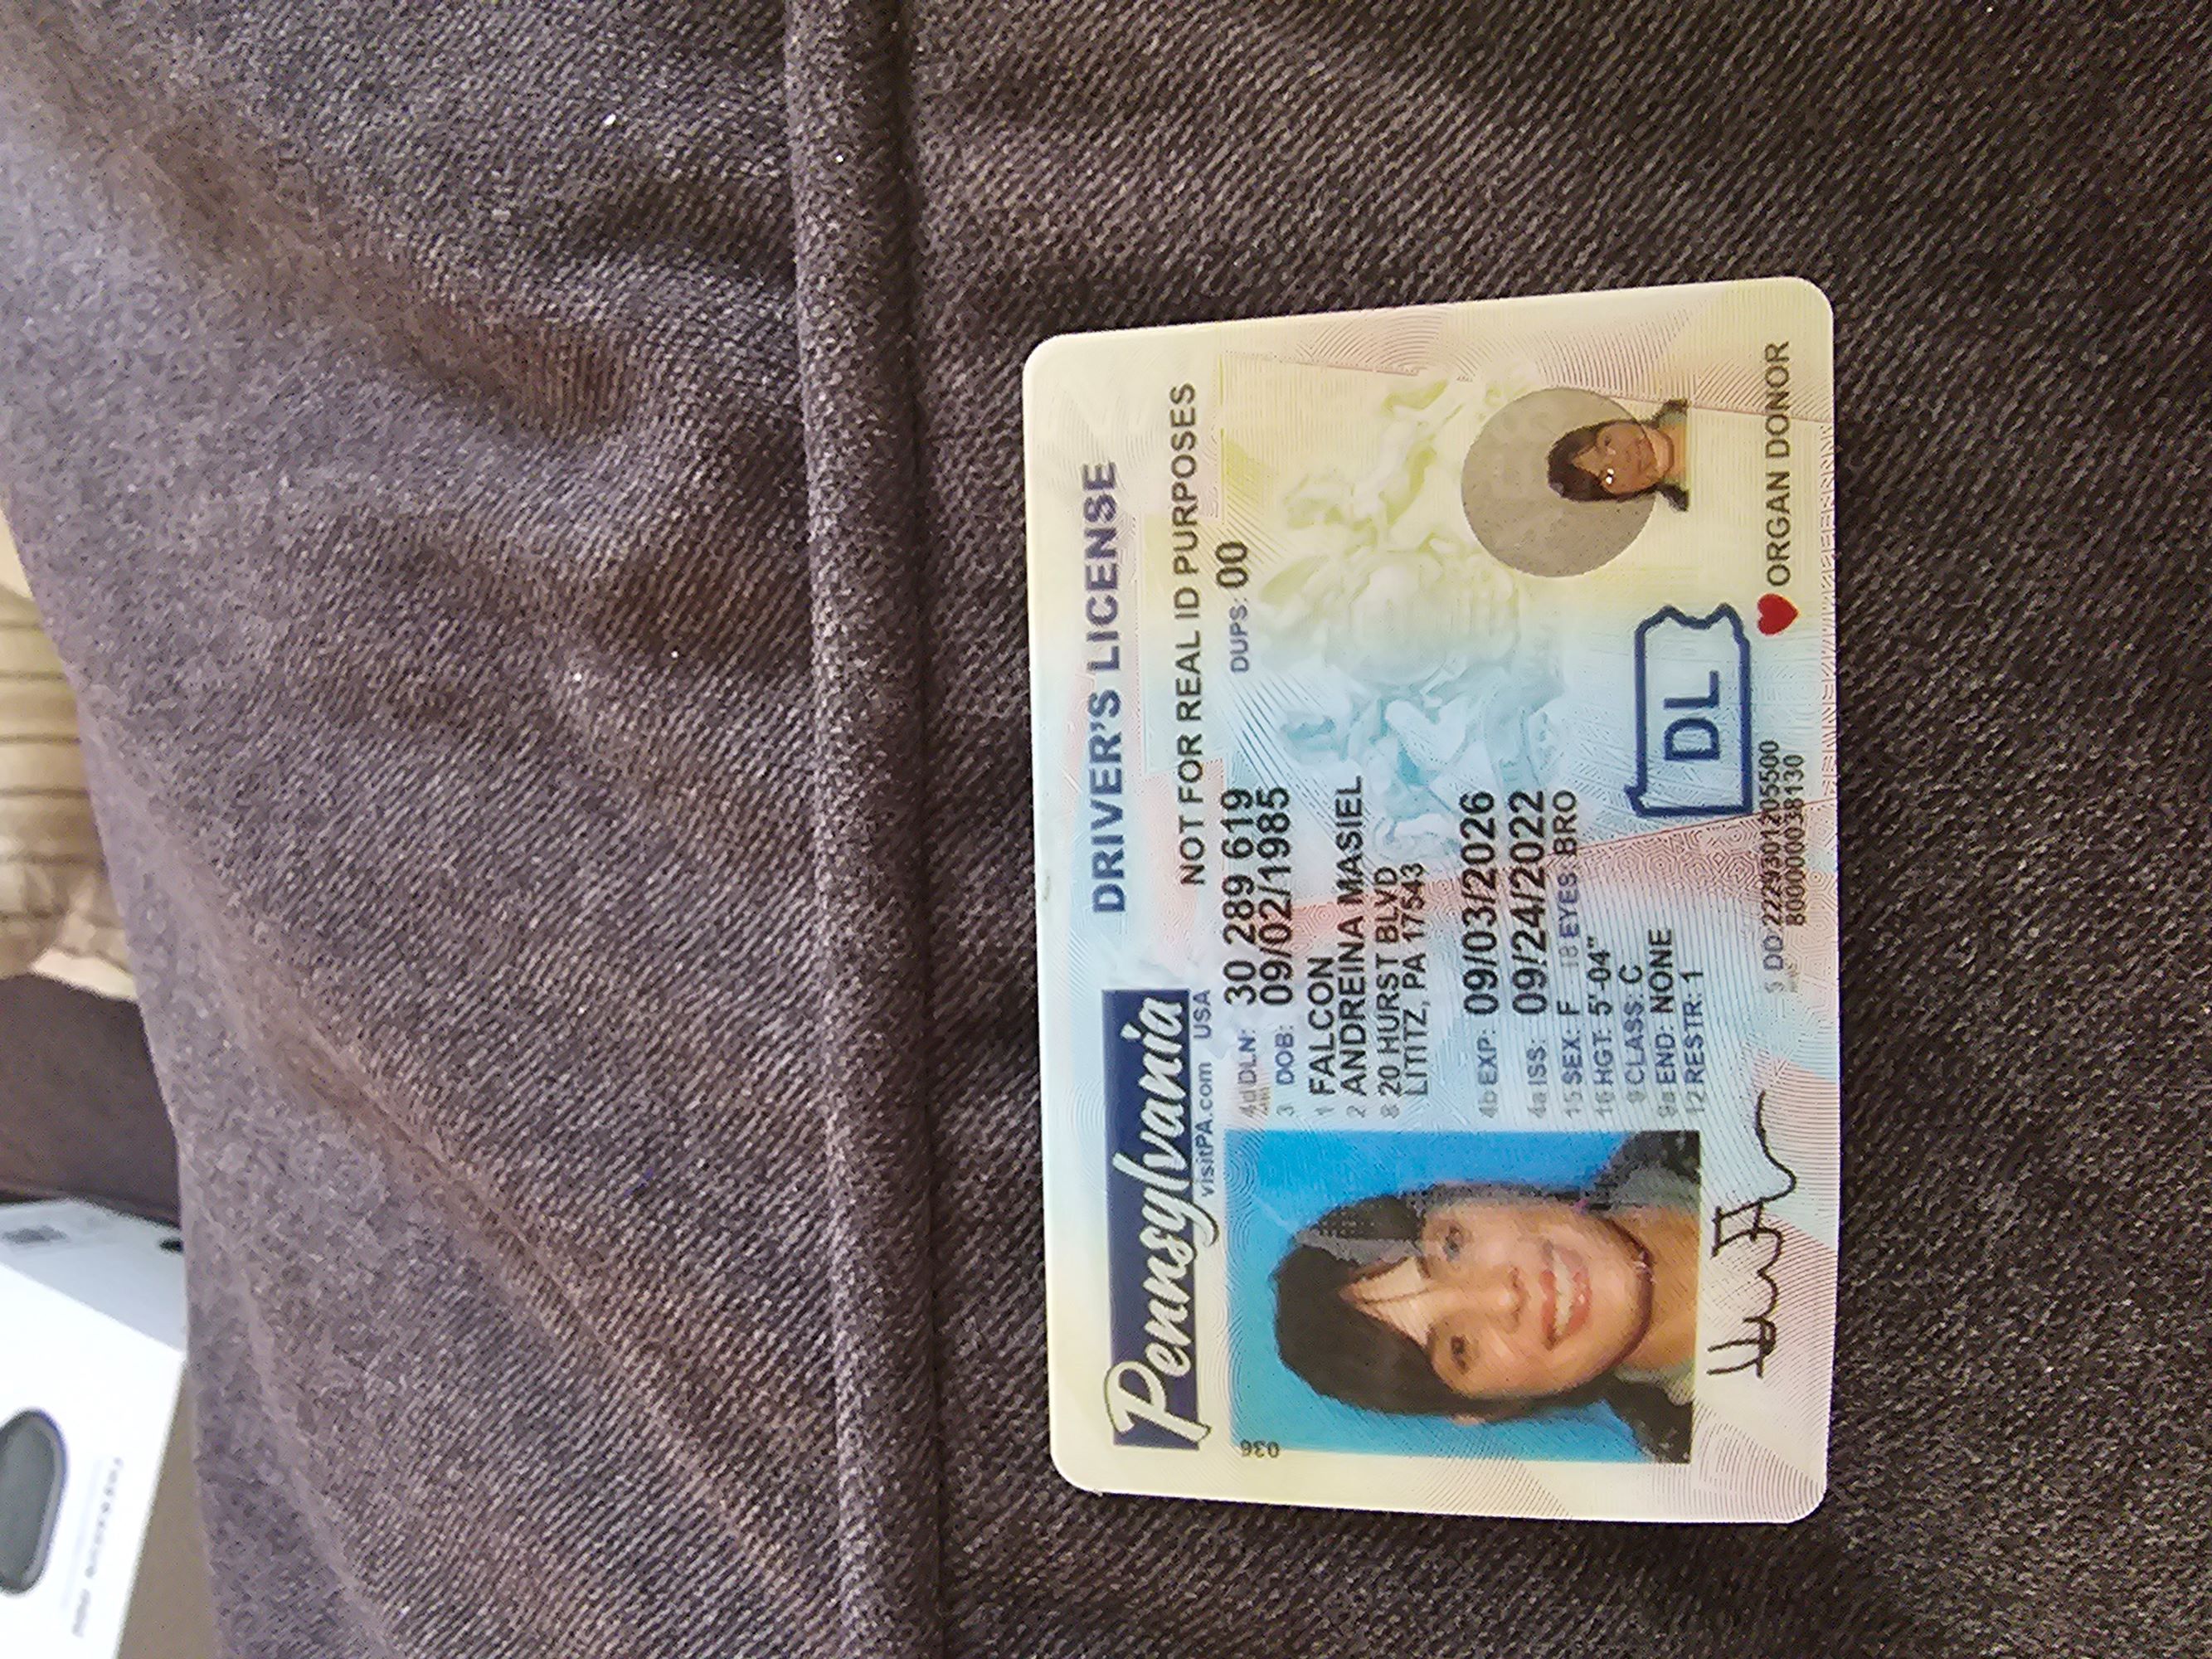 DRIVER'S LICENSE
Pennsylvania
visitPA.com USA
NOT FOR REAL ID PURPOSES
036
4d DLN: 30 289 619
DUPS: 00
3 DOB: 09/02/1985
1 FALCON
2 ANDREINA MASIEL
8 20 HURST BLVD
LITITZ, PA 17543
4b EXP: 09/03/2026
4a ISS: 09/24/2022
15 SEX: F 18 EYES: BRO
16 HGT: 5'-04"
9 CLASS: C
9a END: NONE
12 RESTR: 1
DL
5 DD: 2229301205500
800000038130
ORGAN DONOR